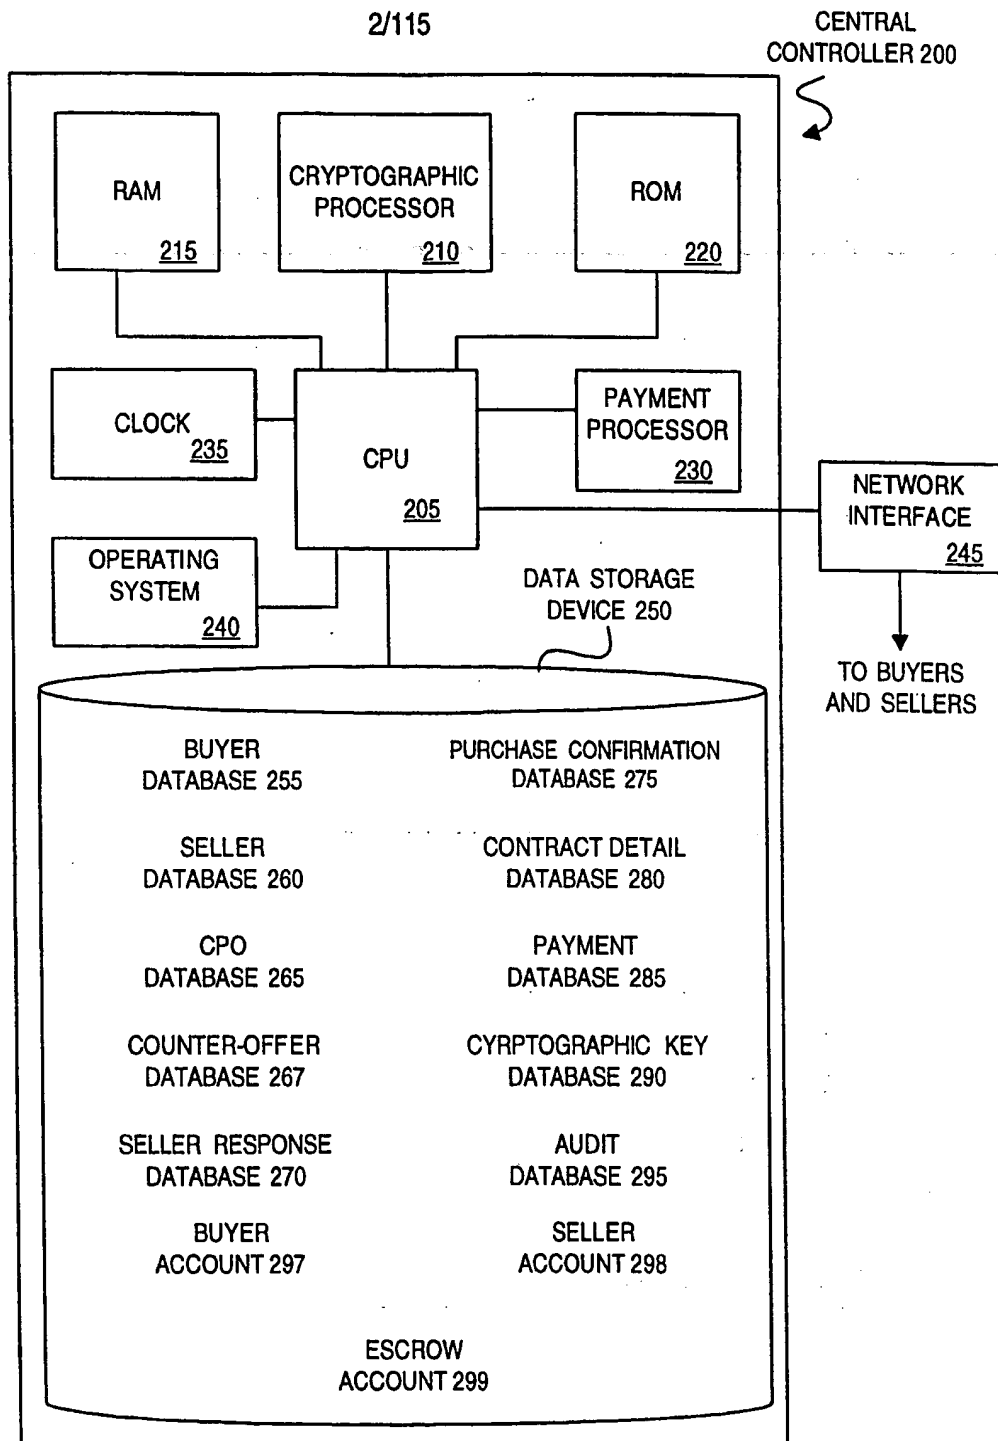 2/115
CENTRAL
CONTROLLER 200
RAM
215
CRYPTOGRAPHIC
PROCESSOR
210
ROM
220
CLOCK
235
CPU
205
PAYMENT
PROCESSOR
230
NETWORK
INTERFACE
245
OPERATING
SYSTEM
240
DATA STORAGE
DEVICE 250
TO BUYERS
AND SELLERS
BUYER
DATABASE 255
PURCHASE CONFIRMATION
DATABASE 275
SELLER
DATABASE 260
CONTRACT DETAIL
DATABASE 280
CPO
DATABASE 265
PAYMENT
DATABASE 285
COUNTER-OFFER
DATABASE 267
CYRPTOGRAPHIC KEY
DATABASE 290
SELLER RESPONSE
DATABASE 270
AUDIT
DATABASE 295
BUYER
ACCOUNT 297
SELLER
ACCOUNT 298
ESCROW
ACCOUNT 299